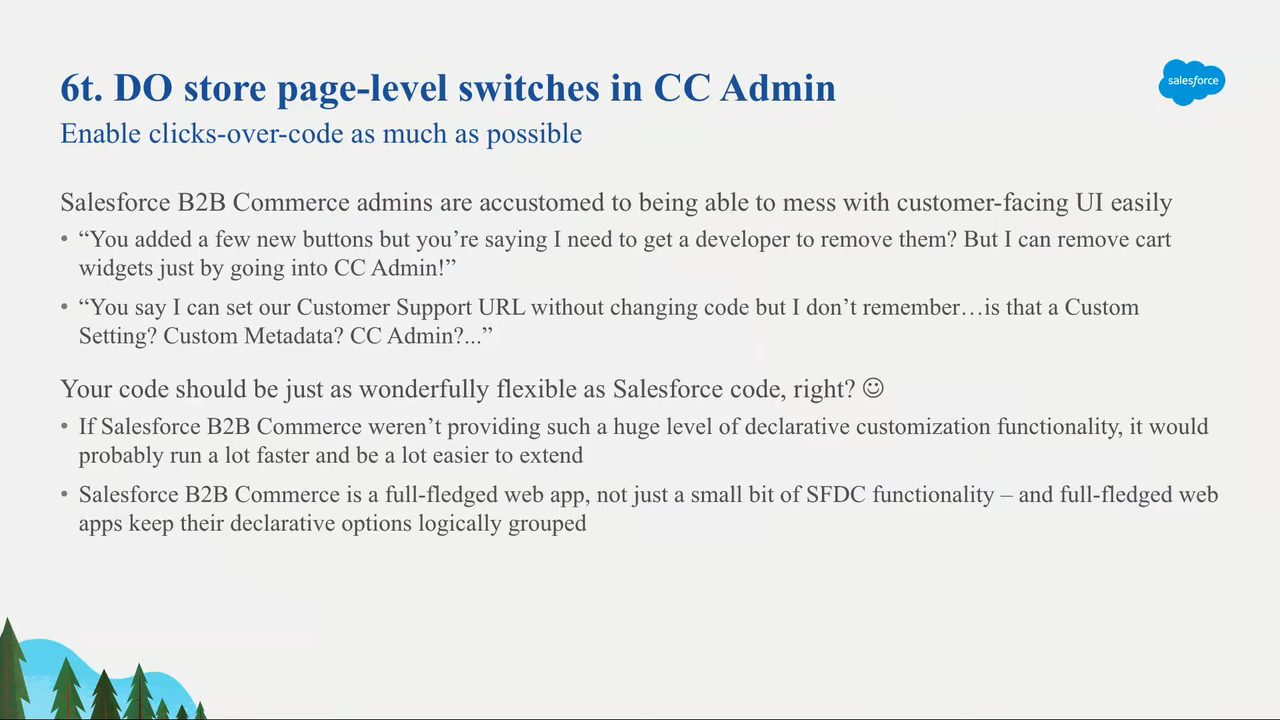 6t. DO store page-level switches in CC Admin
salesforce
Enable clicks-over-code as much as possible
Salesforce B2B Commerce admins are accustomed to being able to mess with customer-facing UI easily
• “You added a few new buttons but you’re saying I need to get a developer to remove them? But I can remove cart
widgets just by going into CC Admin!”
• “You say I can set our Customer Support URL without changing code but I don’t remember…is that a Custom
Setting? Custom Metadata? CC Admin?...”
Your code should be just as wonderfully flexible as Salesforce code, right? ☺
• If Salesforce B2B Commerce weren’t providing such a huge level of declarative customization functionality, it would
probably run a lot faster and be a lot easier to extend
• Salesforce B2B Commerce is a full-fledged web app, not just a small bit of SFDC functionality – and full-fledged web
apps keep their declarative options logically grouped